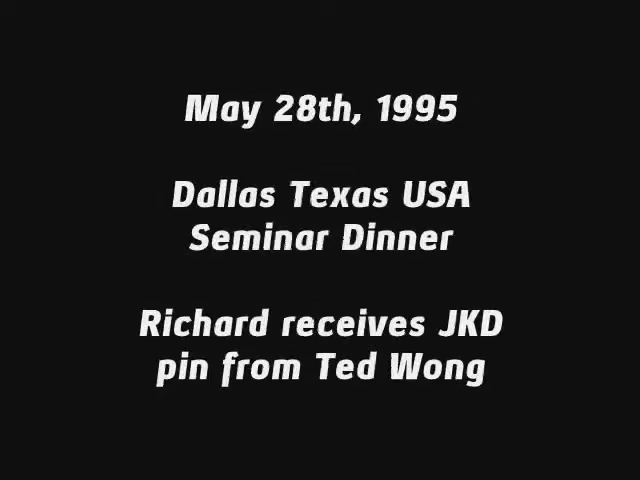 May 28th, 1995
Dallas Texas USA
Seminar Dinner
Richard receives JKD
pin from Ted Wong